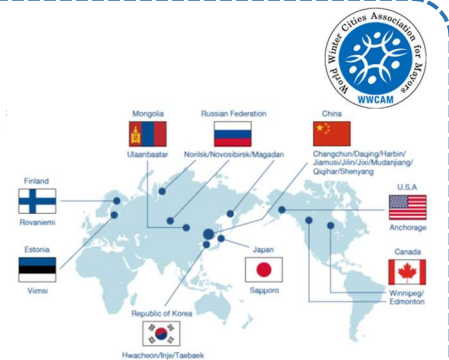 World Winter Cities Association for Mayors
WWCAM
Mongolia
Ulaanbaatar
Russian Federation
Norilsk/Novosibirsk/Magadan
China
Changchun/Daqing/Harbin/
Jiamusi/Jilin/Jixi/Mudanjiang/
Qiqihar/Shenyang
Finland
Rovaniemi
U.S.A
Anchorage
Estonia
Viimsi
Japan
Sapporo
Canada
Winnipeg/
Edmonton
Republic of Korea
Hwacheon/Inje/Taebaek